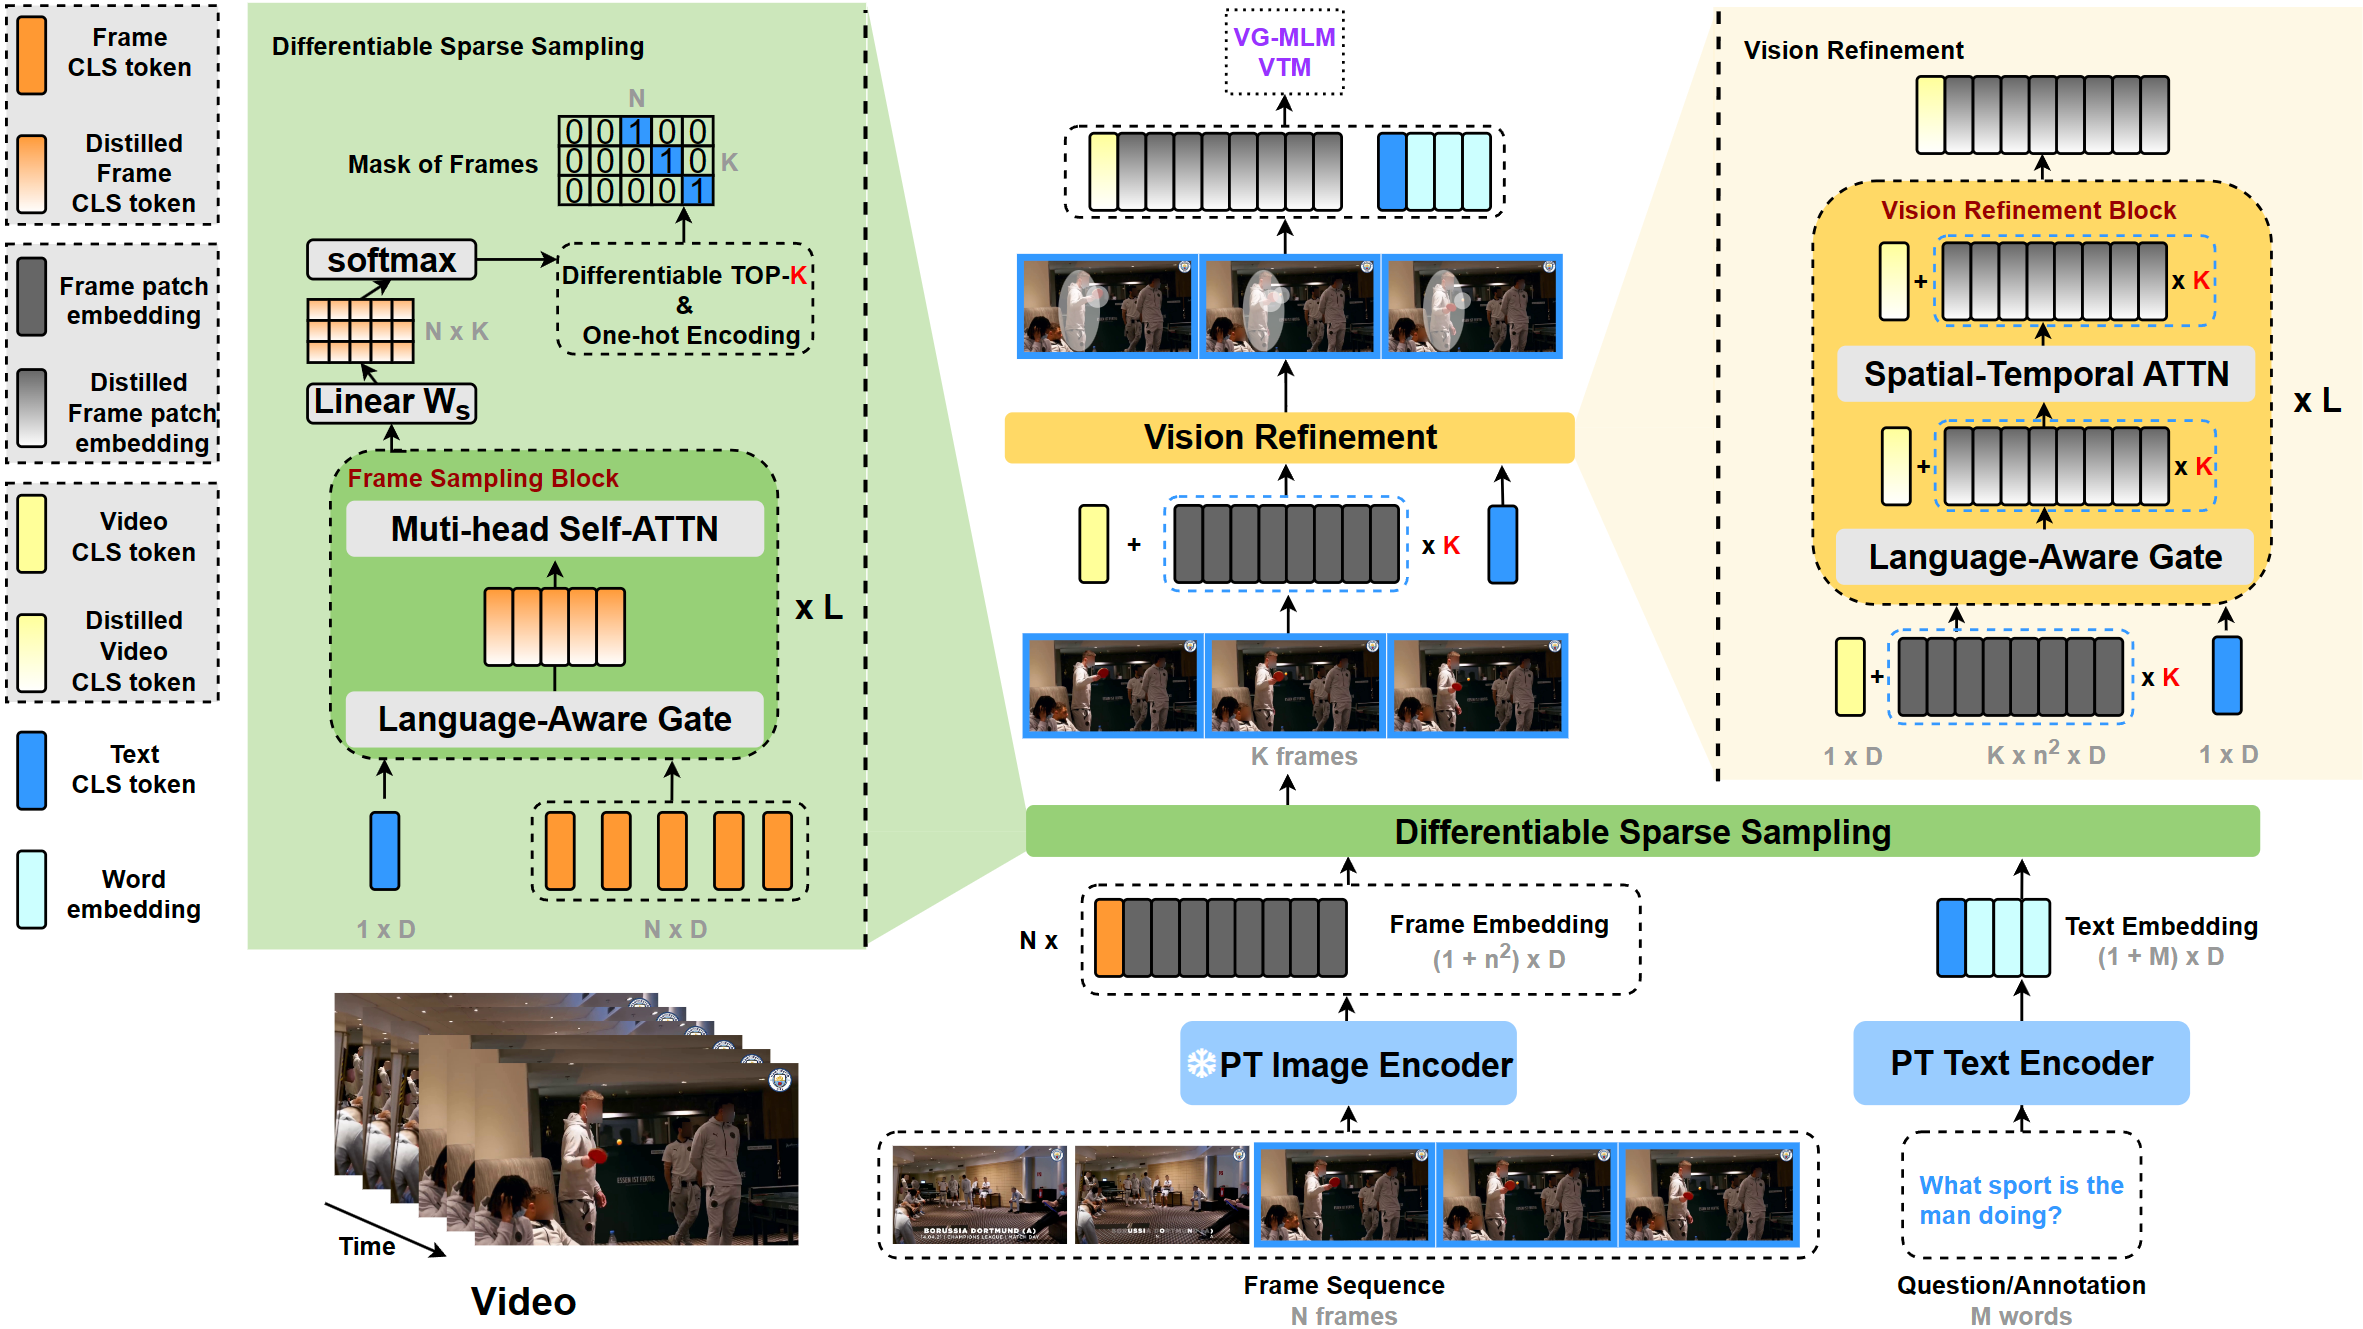 Frame
CLS token
Distilled
Frame
CLS token
Frame patch
embedding
Distilled
Frame patch
embedding
Video
CLS token
Distilled
Video
CLS token
Text
CLS token
Word
embedding
Differentiable Sparse Sampling
N
0 0 1 0 0
0 0 0 1 0
0 0 0 0 1
Mask of Frames
K
softmax
Differentiable TOP-K
&
One-hot Encoding
N x K
Linear Ws
Frame Sampling Block
Muti-head Self-ATTN
x L
Language-Aware Gate
1 x D
N x D
Time
Video
VG-MLM
VTM
Vision Refinement
+
x K
K frames
Differentiable Sparse Sampling
N x
Frame Embedding
(1 + n²) x D
Text Embedding
(1 + M) x D
PT Image Encoder
PT Text Encoder
BORUSSIA DORTMUND (A)
What sport is the
man doing?
Frame Sequence
N frames
Question/Annotation
M words
Vision Refinement
Vision Refinement Block
+
x K
Spatial-Temporal ATTN
x L
+
x K
Language-Aware Gate
+
x K
1 x D
K x n² x D
1 x D